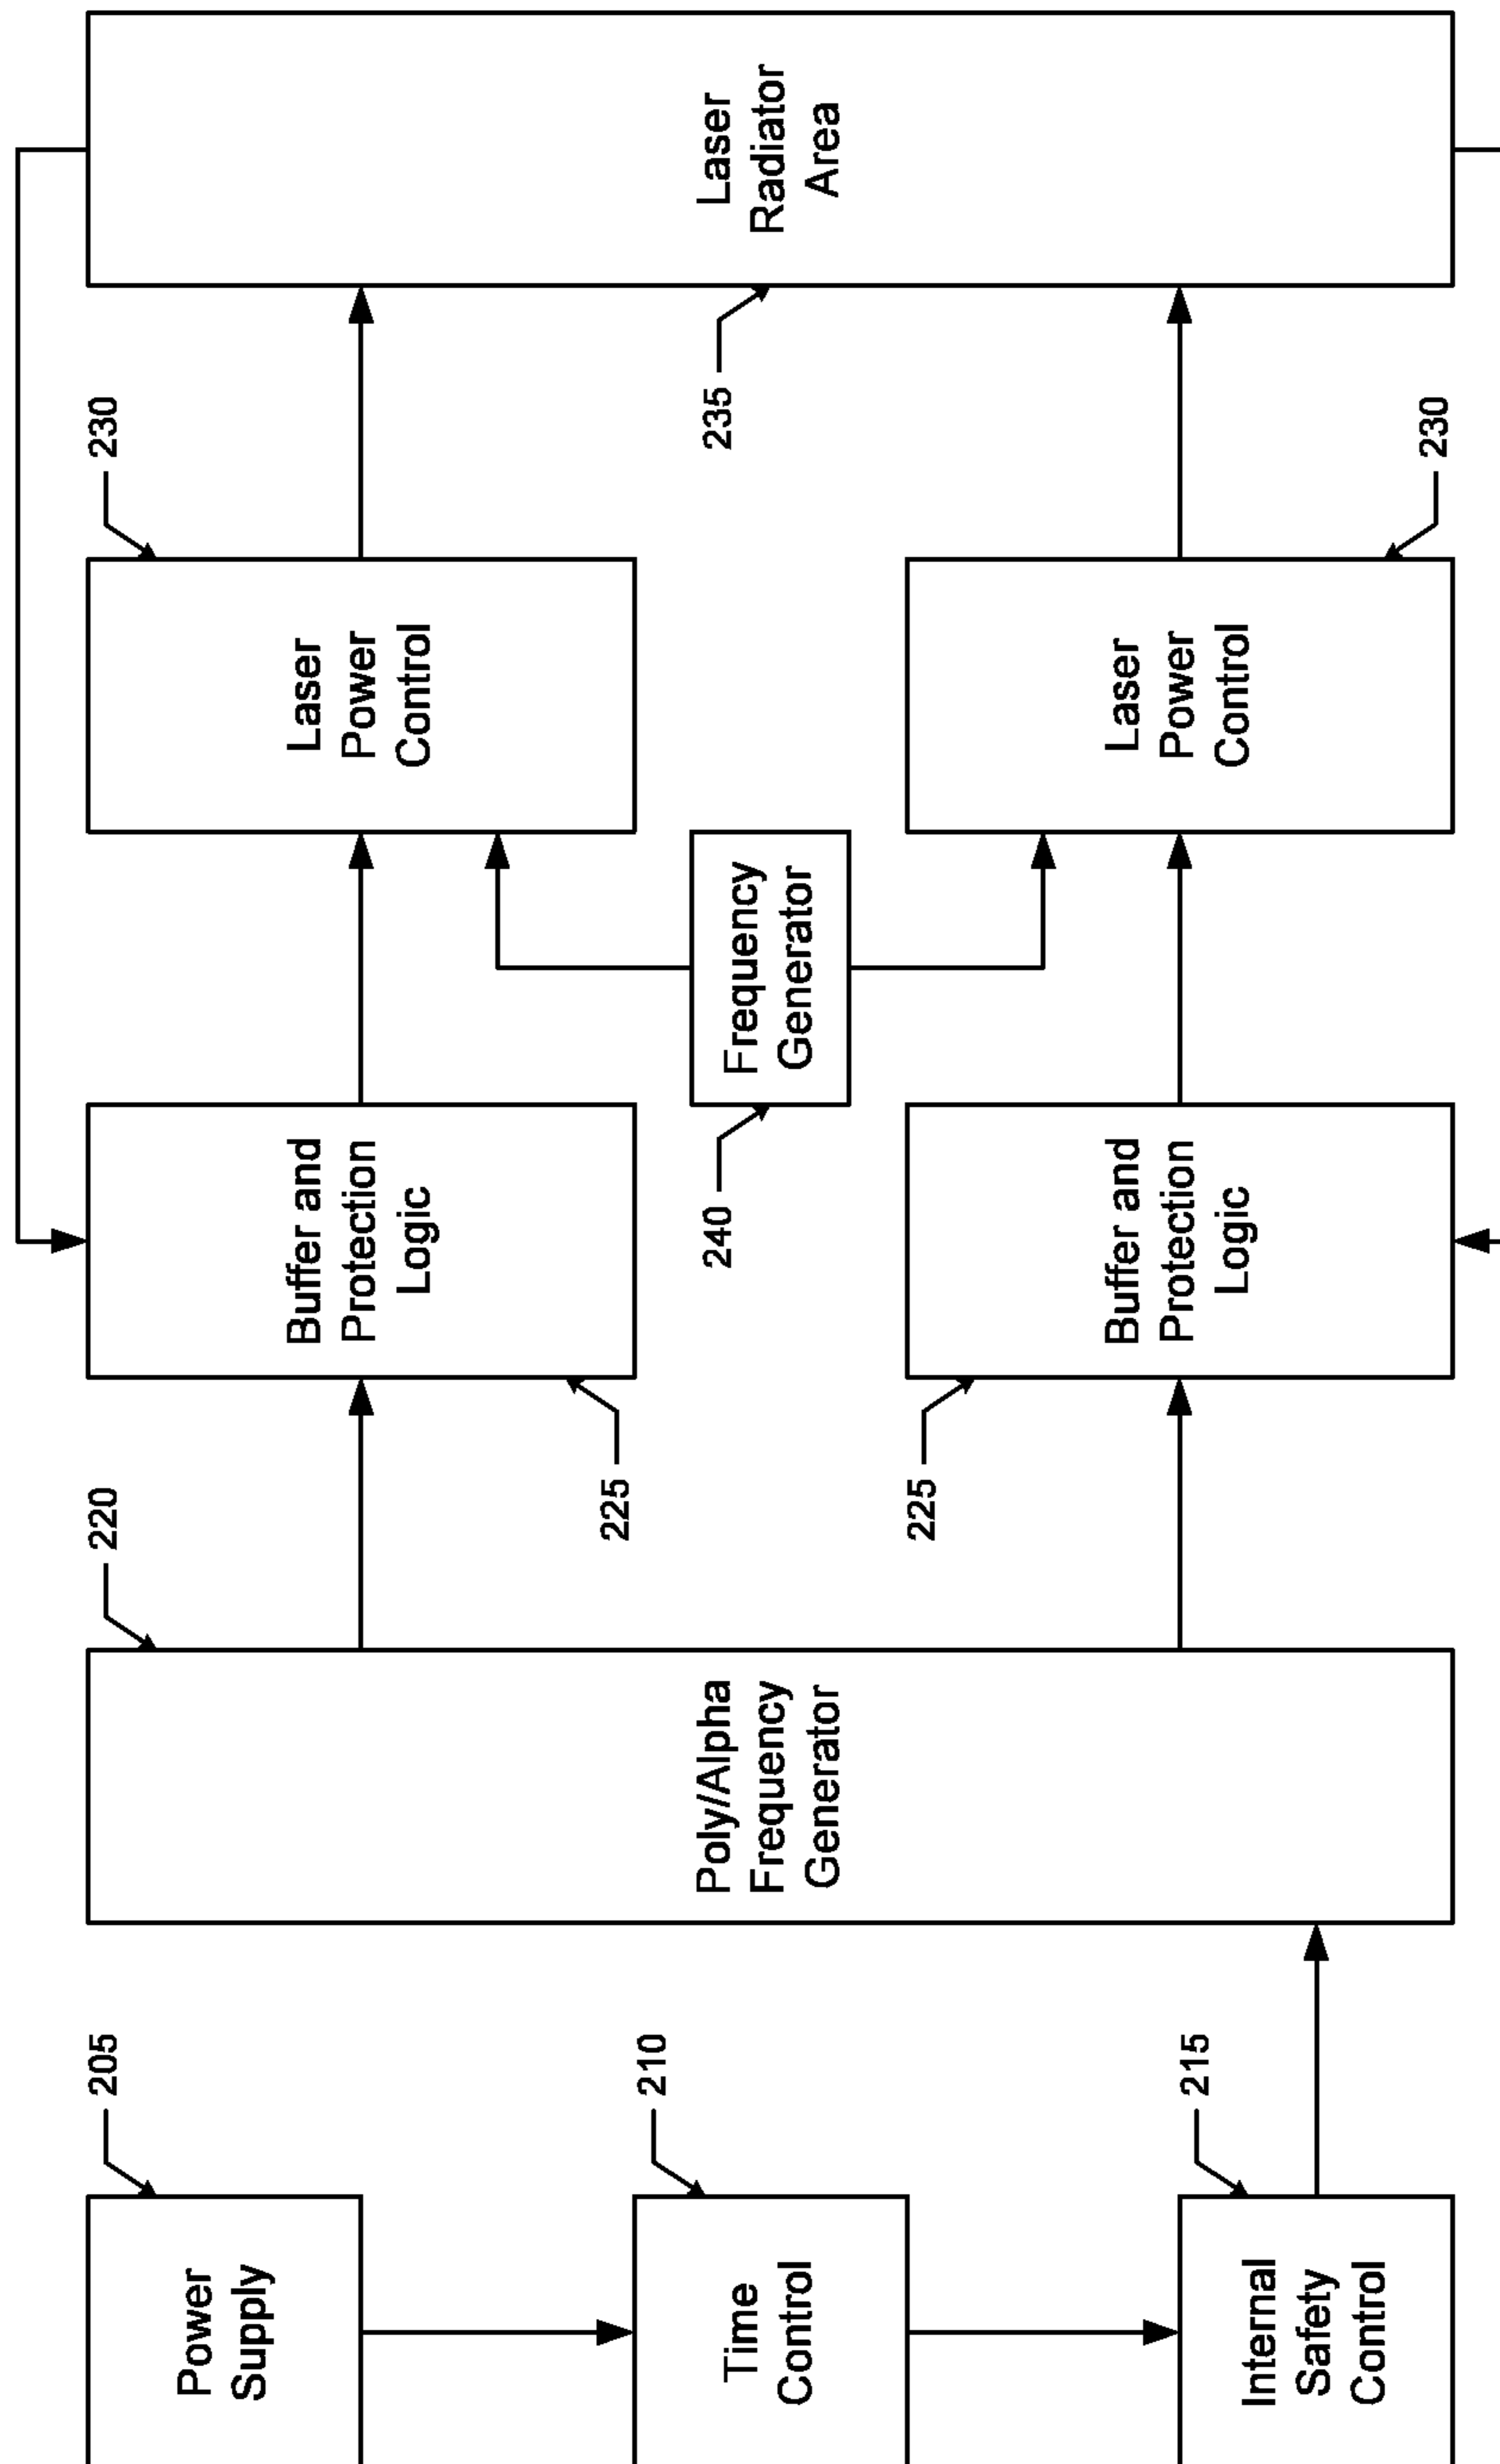 Power
Supply
205
Time
Control
210
Internal
Safety
Control
215
Poly/Alpha
Frequency
Generator
220
Buffer and
Protection
Logic
225
Buffer and
Protection
Logic
225
Frequency
Generator
240
Laser
Power
Control
230
Laser
Power
Control
230
Laser
Radiator
Area
235